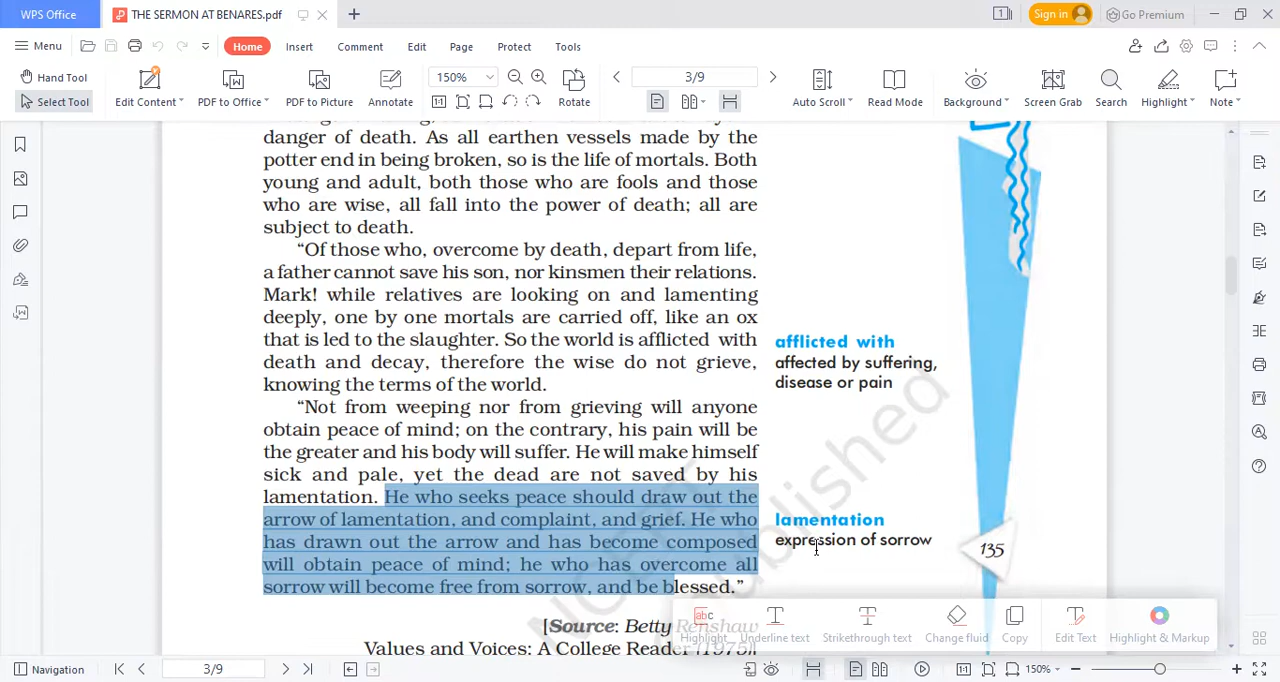 WPS Office
THE SERMON AT BENARES.pdf
Sign in
Go Premium
Menu
Home
Insert
Comment
Edit
Page
Protect
Tools
Hand Tool
Select Tool
Edit Content
PDF to Office
PDF to Picture
Annotate
150%
Rotate
3/9
Auto Scroll
Read Mode
Background
Screen Grab
Search
Highlight
Note
danger of death. As all earthen vessels made by the
potter end in being broken, so is the life of mortals. Both
young and adult, both those who are fools and those
who are wise, all fall into the power of death; all are
subject to death.
“Of those who, overcome by death, depart from life,
a father cannot save his son, nor kinsmen their relations.
Mark! while relatives are looking on and lamenting
deeply, one by one mortals are carried off, like an ox
that is led to the slaughter. So the world is afflicted with
death and decay, therefore the wise do not grieve,
knowing the terms of the world.
“Not from weeping nor from grieving will anyone
obtain peace of mind; on the contrary, his pain will be
the greater and his body will suffer. He will make himself
sick and pale, yet the dead are not saved by his
lamentation. He who seeks peace should draw out the
arrow of lamentation, and complaint, and grief. He who
has drawn out the arrow and has become composed
will obtain peace of mind; he who has overcome all
sorrow will become free from sorrow, and be blessed.”
[Source: Betty Renshaw
Values and Voices: A College Reader (1975)]
afflicted with
affected by suffering,
disease or pain
lamentation
expression of sorrow
135
NCERT
published
Highlight
Underline text
Strikethrough text
Change fluid
Copy
Edit Text
Highlight & Markup
Navigation
3/9
150%